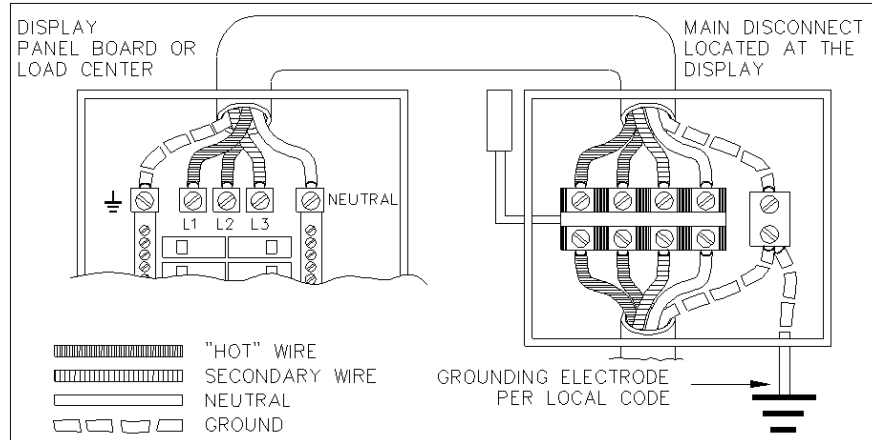 DISPLAY
PANEL BOARD OR
LOAD CENTER
MAIN DISCONNECT
LOCATED AT THE
DISPLAY
NEUTRAL
L1 L2 L3
"HOT" WIRE
SECONDARY WIRE
NEUTRAL
GROUND
GROUNDING ELECTRODE
PER LOCAL CODE